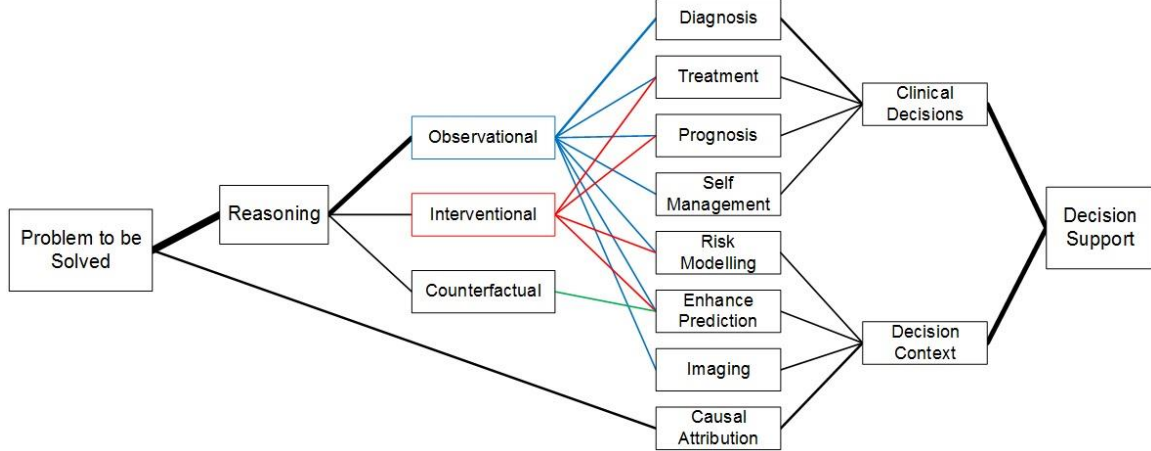 Problem to be
Solved
Reasoning
Observational
Interventional
Counterfactual
Diagnosis
Treatment
Prognosis
Self
Management
Risk
Modelling
Enhance
Prediction
Imaging
Causal
Attribution
Clinical
Decisions
Decision
Context
Decision
Support